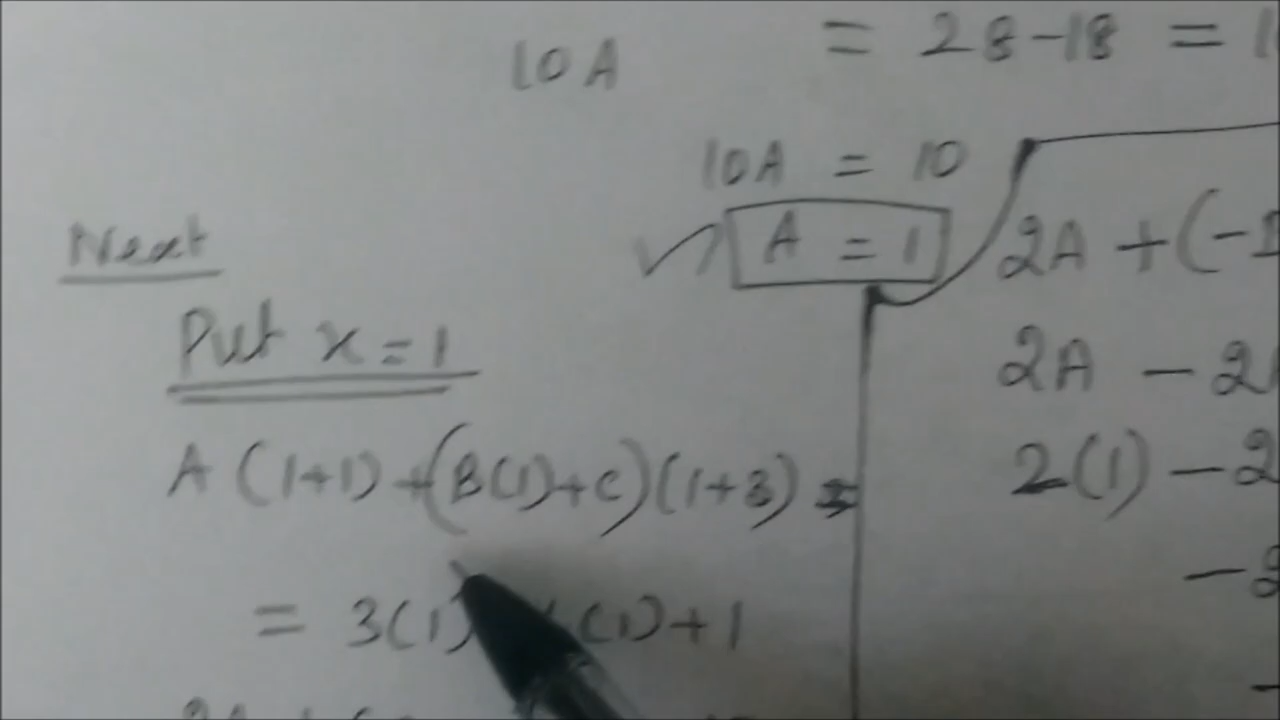 10A = 28-18 = 1
10A = 10
A = 1
Next
Put x=1
A(1+1)+(B(1)+C)(1+3) =
= 3(1) (1)+1
2A + (-
2A - 2
2(1) - 2
-2